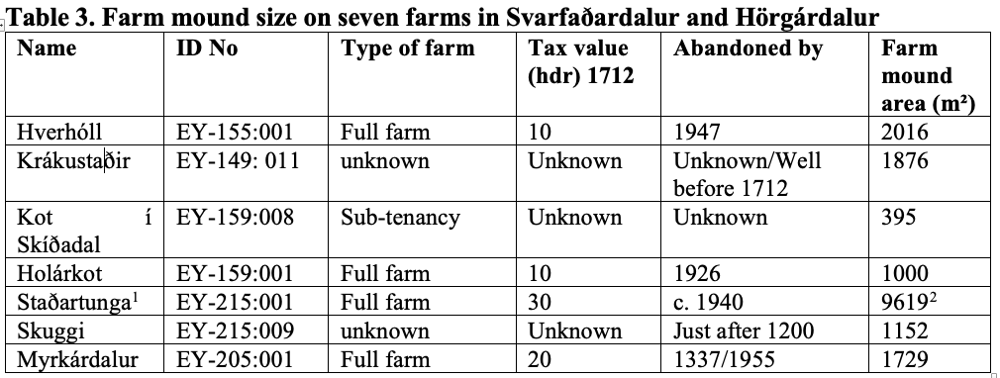 Table 3. Farm mound size on seven farms in Svarfaðardalur and Hörgárdalur
Name ID No Type of farm Tax value (hdr) 1712 Abandoned by Farm mound area (m²)
Hverhóll EY-155:001 Full farm 10 1947 2016
Krákustaðir EY-149: 011 unknown Unknown Unknown/Well before 1712 1876
Kot í Skíðadal EY-159:008 Sub-tenancy Unknown Unknown 395
Holárkot EY-159:001 Full farm 10 1926 1000
Staðartunga¹ EY-215:001 Full farm 30 c. 1940 9619²
Skuggi EY-215:009 unknown Unknown Just after 1200 1152
Myrkárdalur EY-205:001 Full farm 20 1337/1955 1729